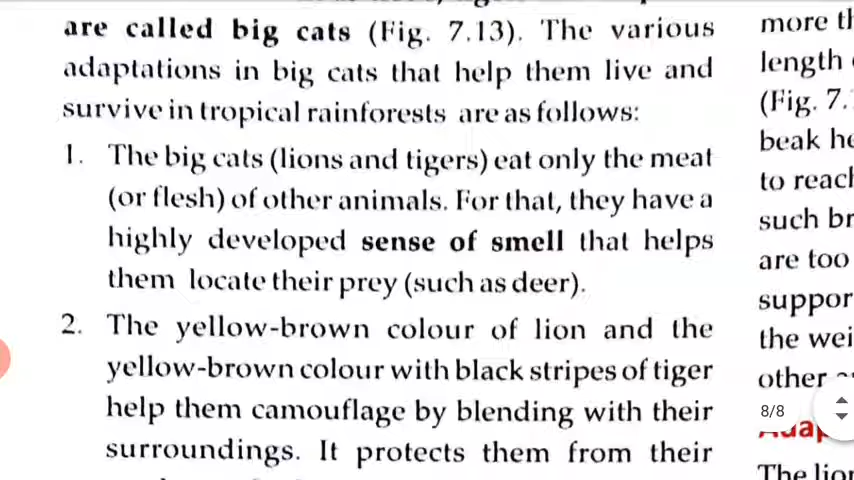 are called big cats (Fig. 7.13). The various
adaptations in big cats that help them live and
survive in tropical rainforests are as follows:
1. The big cats (lions and tigers) eat only the meat
(or flesh) of other animals. For that, they have a
highly developed sense of smell that helps
them locate their prey (such as deer).
2. The yellow-brown colour of lion and the
yellow-brown colour with black stripes of tiger
help them camouflage by blending with their
surroundings. It protects them from their
more th
length
(Fig. 7.
beak he
to reach
such br
are too
suppor
the wei
other
8/8
Adap
The lion